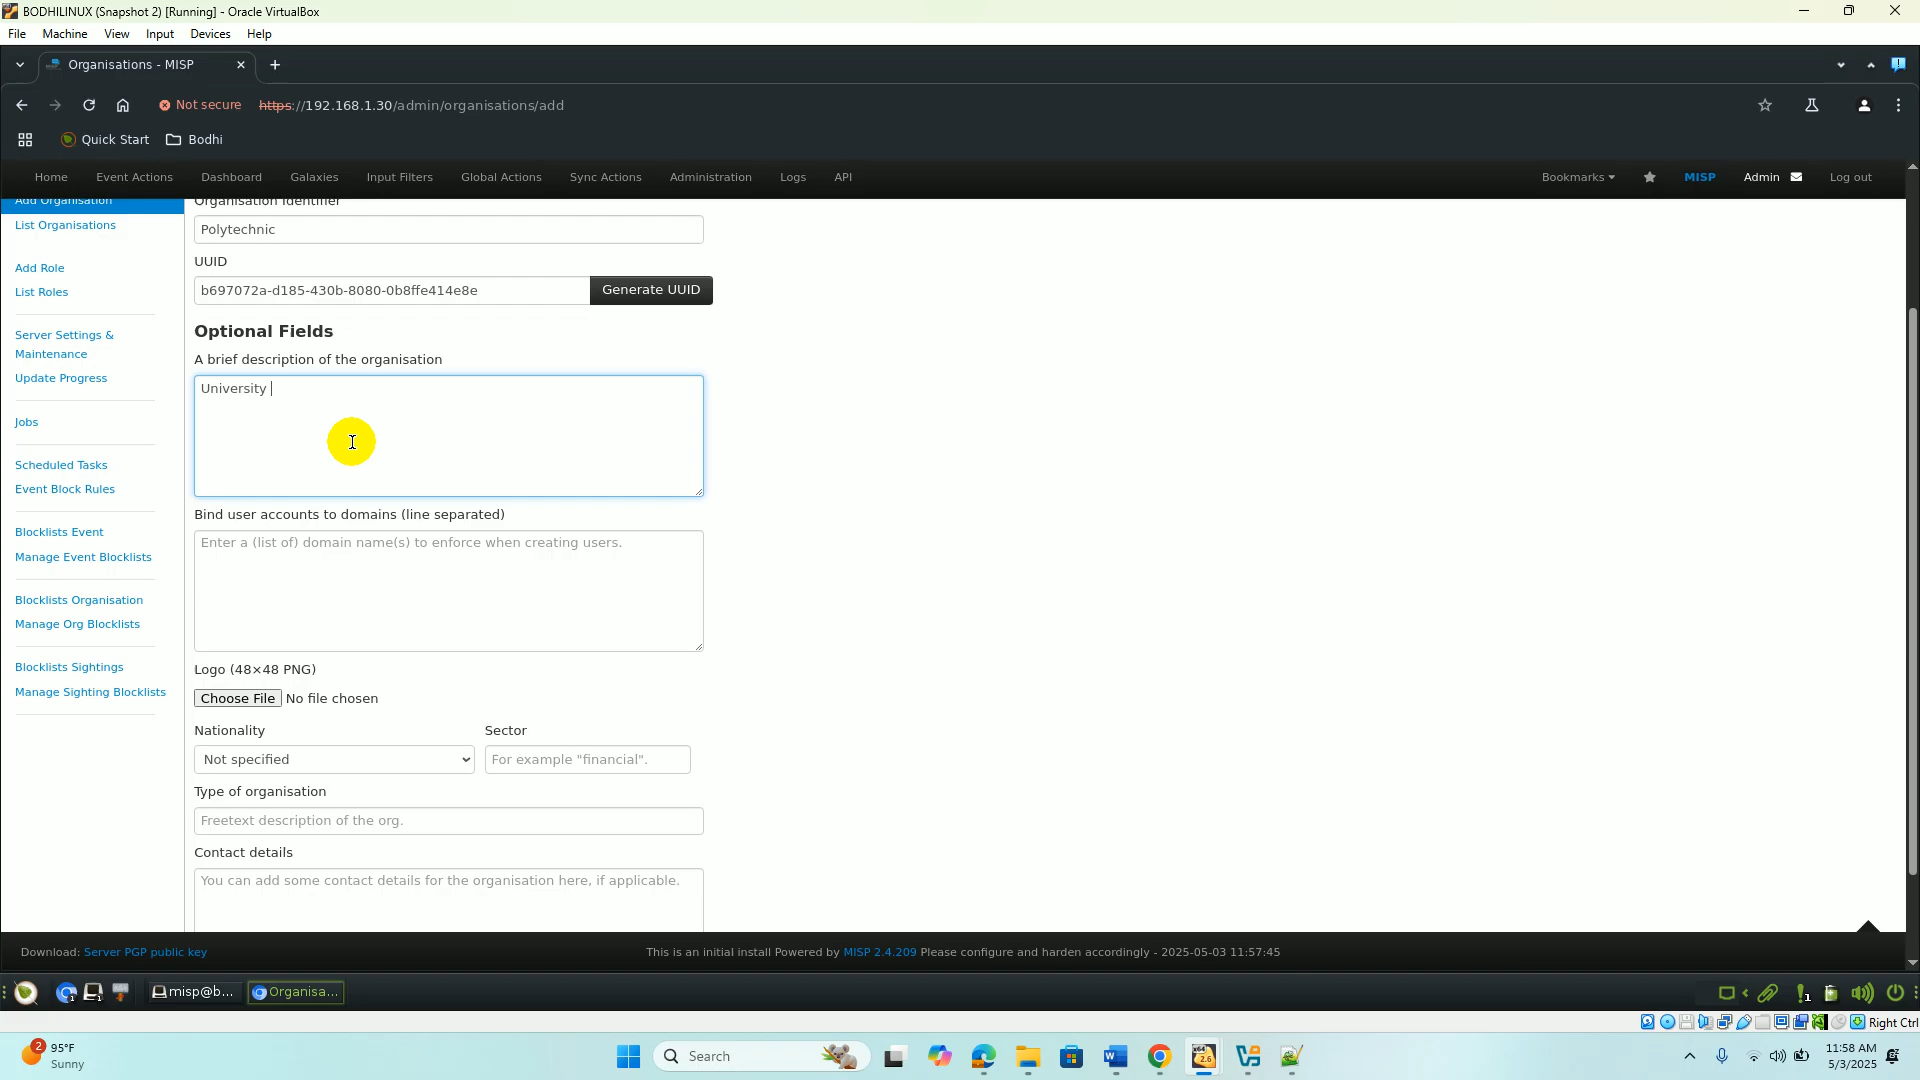 BODHILINUX (Snapshot 2) [Running] - Oracle VirtualBox
File Machine View Input Devices Help
Organisations - MISP
Not secure https://192.168.1.30/admin/organisations/add
Quick Start Bodhi
Home Event Actions Dashboard Galaxies Input Filters Global Actions Sync Actions Administration Logs API Bookmarks MISP Admin Log out
Add Organisation
List Organisations
Add Role
List Roles
Server Settings &
Maintenance
Update Progress
Jobs
Scheduled Tasks
Event Block Rules
Blocklists Event
Manage Event Blocklists
Blocklists Organisation
Manage Org Blocklists
Blocklists Sightings
Manage Sighting Blocklists
Organisation Identifier
Polytechnic
UUID
b697072a-d185-430b-8080-0b8ffe414e8e Generate UUID
Optional Fields
A brief description of the organisation
University
Bind user accounts to domains (line separated)
Enter a (list of) domain name(s) to enforce when creating users.
Logo (48×48 PNG)
Choose File No file chosen
Nationality Sector
Not specified For example "financial".
Type of organisation
Freetext description of the org.
Contact details
You can add some contact details for the organisation here, if applicable.
Download: Server PGP public key This is an initial install Powered by MISP 2.4.209 Please configure and harden accordingly - 2025-05-03 11:57:45
misp@b... Organisa...
Right Ctrl
2 95°F
Sunny
Search
11:58 AM
5/3/2025